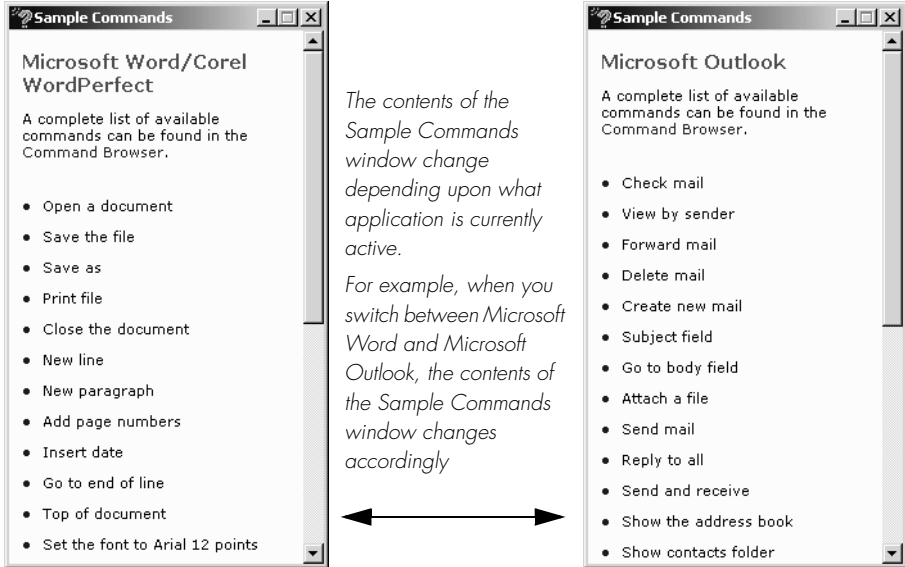 Sample Commands
Microsoft Word/Corel
WordPerfect
A complete list of available
commands can be found in the
Command Browser.
• Open a document
• Save the file
• Save as
• Print file
• Close the document
• New line
• New paragraph
• Add page numbers
• Insert date
• Go to end of line
• Top of document
• Set the font to Arial 12 points
The contents of the
Sample Commands
window change
depending upon what
application is currently
active.
For example, when you
switch between Microsoft
Word and Microsoft
Outlook, the contents of
the Sample Commands
window changes
accordingly
Sample Commands
Microsoft Outlook
A complete list of available
commands can be found in the
Command Browser.
• Check mail
• View by sender
• Forward mail
• Delete mail
• Create new mail
• Subject field
• Go to body field
• Attach a file
• Send mail
• Reply to all
• Send and receive
• Show the address book
• Show contacts folder